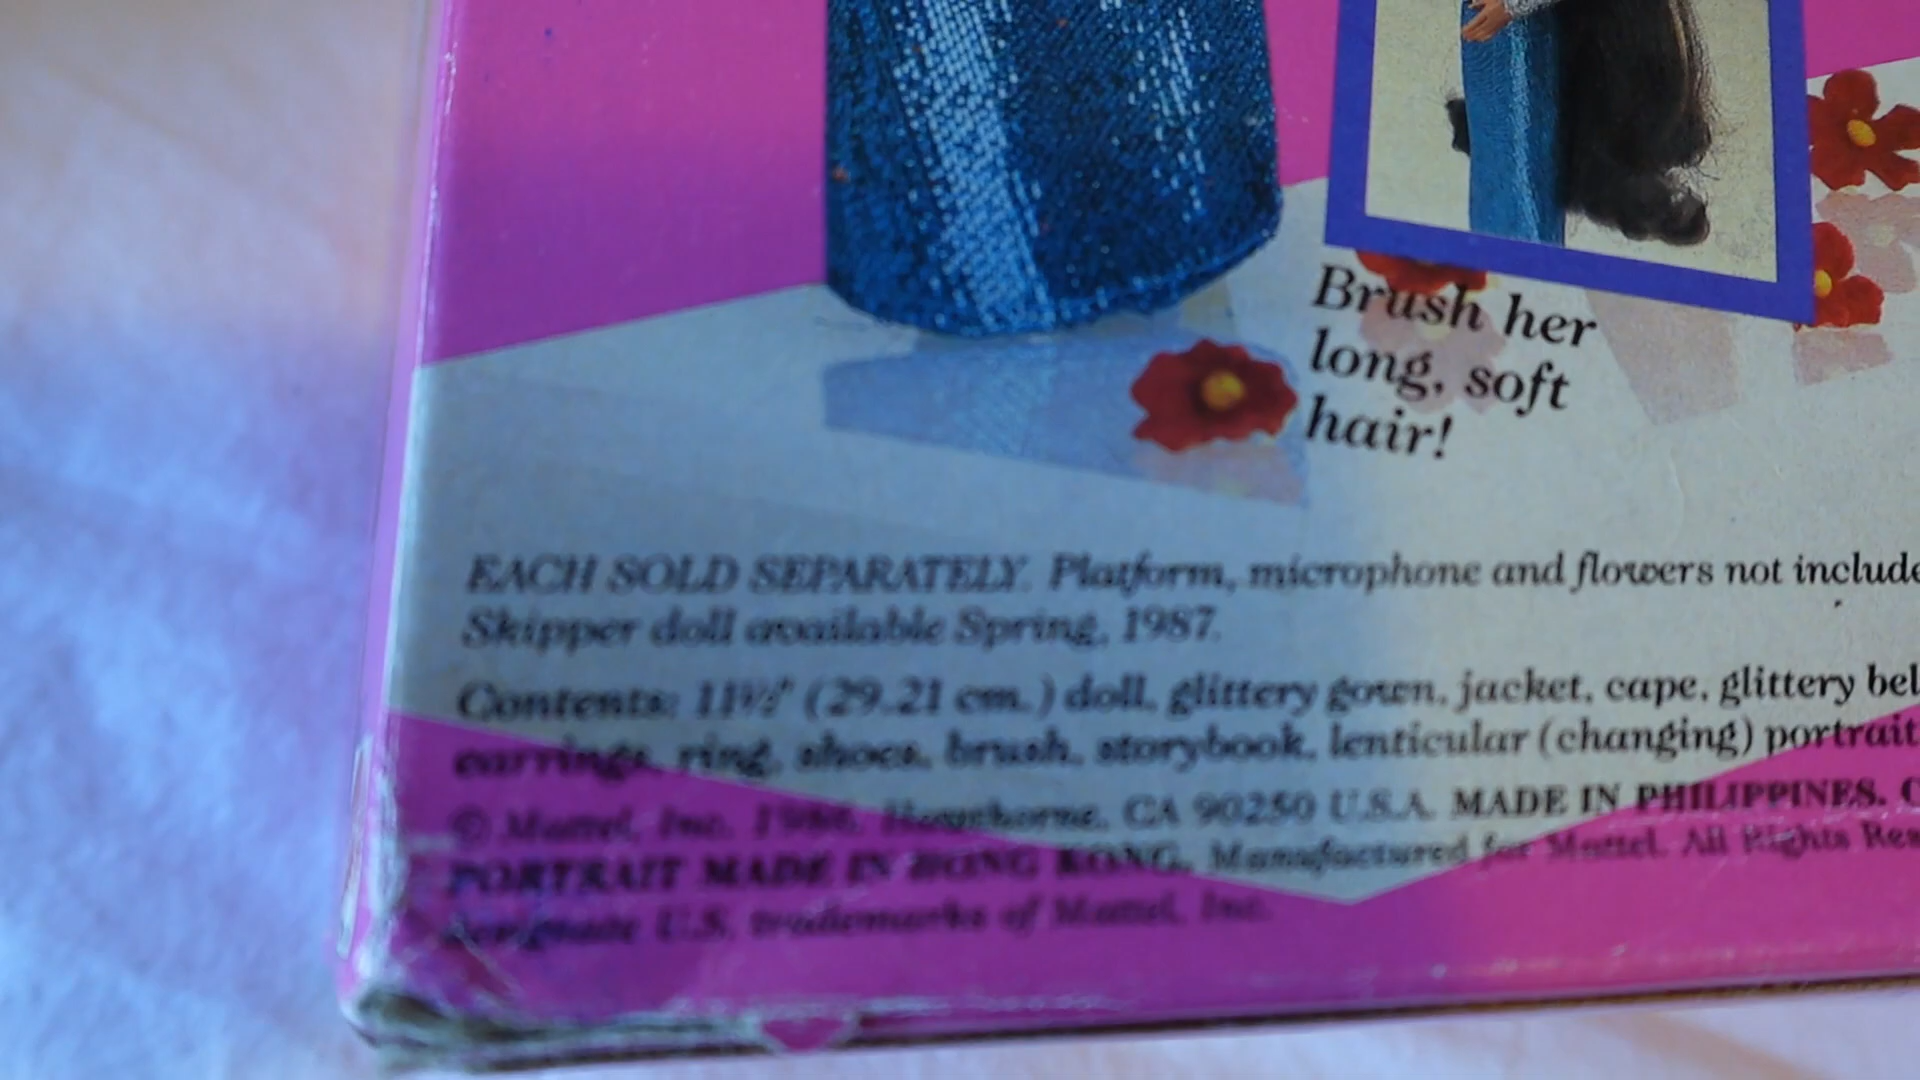 Brush her
long, soft
hair!
EACH SOLD SEPARATELY. Platform, microphone and flowers not include
Skipper doll available Spring, 1987.
Contents: 11½" (29.21 cm.) doll, glittery gown, jacket, cape, glittery bel
earrings, ring, shoes, brush, storybook, lenticular (changing) portrait
© Mattel, Inc. 1986. Hawthorne, CA 90250 U.S.A. MADE IN PHILIPPINES. C
PORTRAIT MADE IN HONG KONG. Manufactured for Mattel. All Rights Res
designate U.S. trademarks of Mattel, Inc.